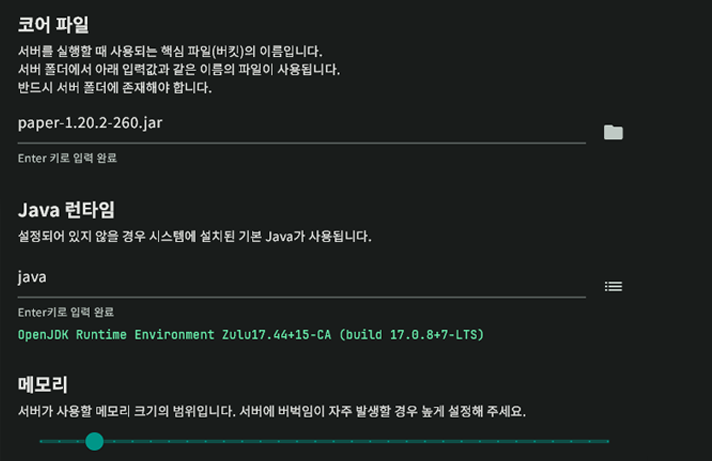 코어 파일
서버를 실행할 때 사용되는 핵심 파일(버킷)의 이름입니다.
서버 폴더에서 아래 입력값과 같은 이름의 파일이 사용됩니다.
반드시 서버 폴더에 존재해야 합니다.
paper-1.20.2-260.jar
Enter 키로 입력 완료
Java 런타임
설정되어 있지 않을 경우 시스템에 설치된 기본 Java가 사용됩니다.
java
Enter키로 입력 완료
OpenJDK Runtime Environment Zulu17.44+15-CA (build 17.0.8+7-LTS)
메모리
서버가 사용할 메모리 크기의 범위입니다. 서버에 버벅임이 자주 발생할 경우 높게 설정해 주세요.